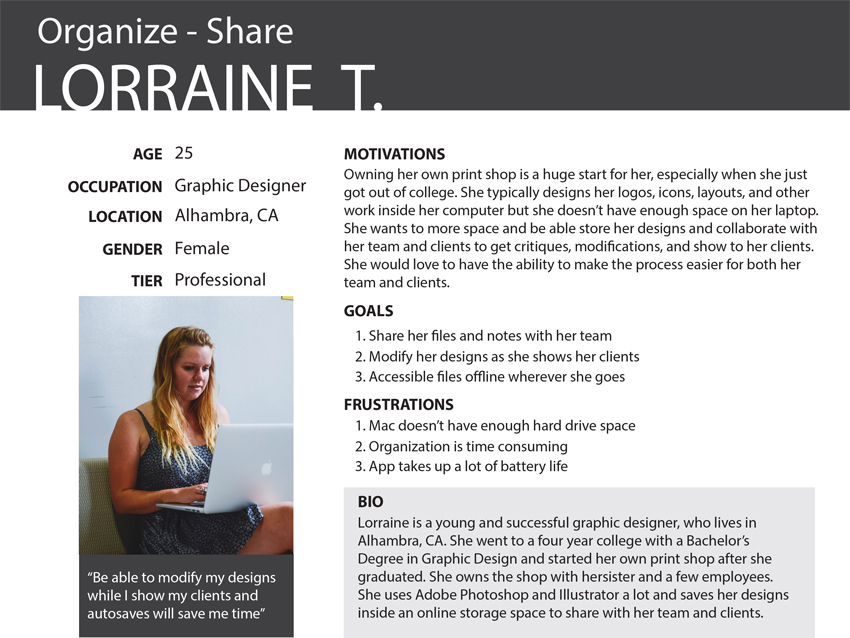 Organize - Share
LORRAINE T.
AGE 25
OCCUPATION Graphic Designer
LOCATION Alhambra, CA
GENDER Female
TIER Professional
“Be able to modify my designs
while I show my clients and
autosaves will save me time”
MOTIVATIONS
Owning her own print shop is a huge start for her, especially when she just
got out of college. She typically designs her logos, icons, layouts, and other
work inside her computer but she doesn’t have enough space on her laptop.
She wants to more space and be able store her designs and collaborate with
her team and clients to get critiques, modifications, and show to her clients.
She would love to have the ability to make the process easier for both her
team and clients.
GOALS
1. Share her files and notes with her team
2. Modify her designs as she shows her clients
3. Accessible files offline wherever she goes
FRUSTRATIONS
1. Mac doesn’t have enough hard drive space
2. Organization is time consuming
3. App takes up a lot of battery life
BIO
Lorraine is a young and successful graphic designer, who lives in
Alhambra, CA. She went to a four year college with a Bachelor’s
Degree in Graphic Design and started her own print shop after she
graduated. She owns the shop with hersister and a few employees.
She uses Adobe Photoshop and Illustrator a lot and saves her designs
inside an online storage space to share with her team and clients.